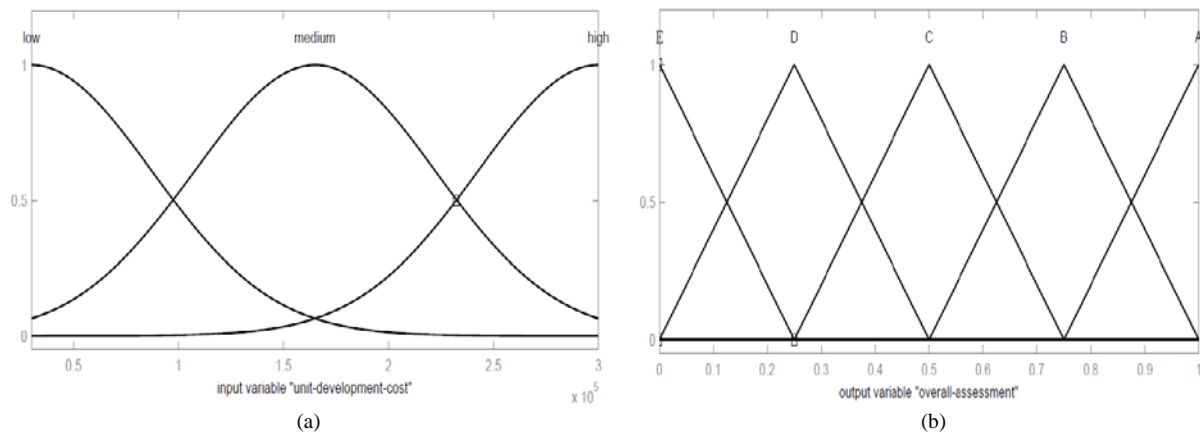 low medium high
1
0.5
0
0.5 1 1.5 2 2.5 3
input variable "unit-development-cost"
x 10^5
(a)
E D C B A
1
0.5
0
0 0.1 0.2 0.3 0.4 0.5 0.6 0.7 0.8 0.9 1
output variable "overall-assessment"
(b)